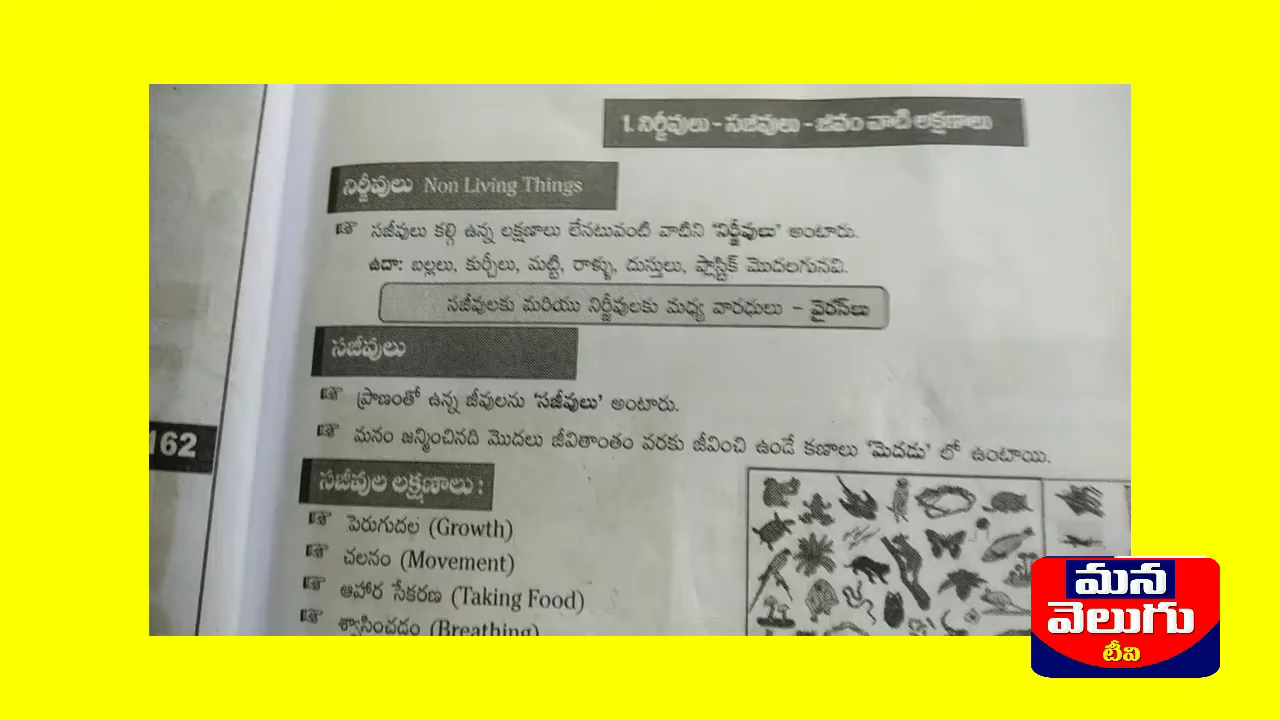 1. నిర్జీవులు - సజీవులు - జీవం వాటి లక్షణాలు
నిర్జీవులు Non Living Things
సజీవులు కల్గి ఉన్న లక్షణాలు లేనటువంటి వాటిని 'నిర్జీవులు' అంటారు.
ఉదా: బల్లలు, కుర్చీలు, మట్టి, రాళ్ళు, దుస్తులు, ప్లాస్టిక్ మొదలగునవి.
సజీవులకు మరియు నిర్జీవులకు మధ్య వారధులు - వైరస్‌లు
సజీవులు
ప్రాణంతో ఉన్న జీవులను 'సజీవులు' అంటారు.
మనం జన్మించినది మొదలు జీవితాంతం వరకు జీవించి ఉండే కణాలు 'మెదడు' లో ఉంటాయి.
162
సజీవుల లక్షణాలు :
పెరుగుదల (Growth)
చలనం (Movement)
ఆహార సేకరణ (Taking Food)
శ్వాసించడం (Breathing)
మన
వెలుగు
టీవి